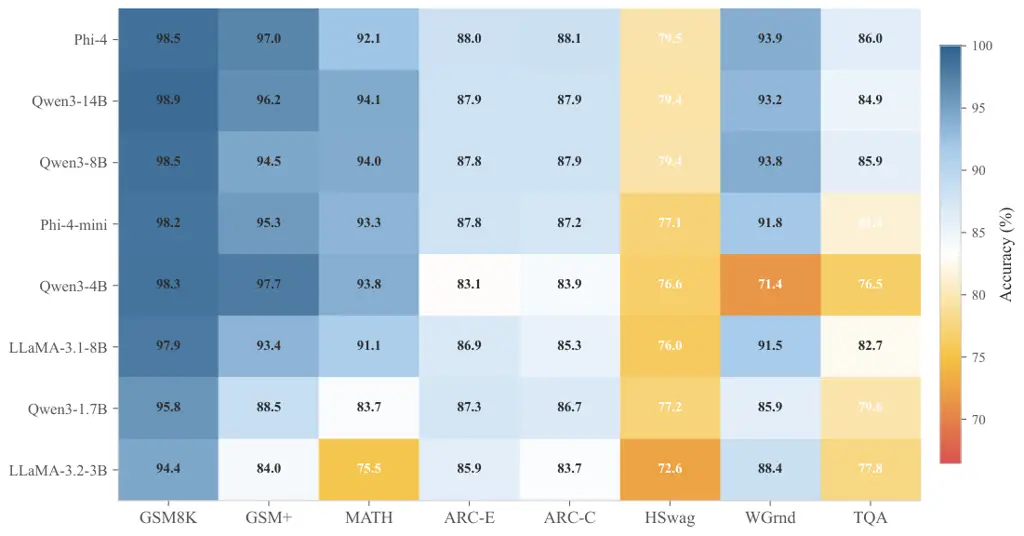 Phi-4 98.5 97.0 92.1 88.0 88.1 79.5 93.9 86.0
Qwen3-14B 98.9 96.2 94.1 87.9 87.9 79.4 93.2 84.9
Qwen3-8B 98.5 94.5 94.0 87.8 87.9 79.4 93.8 85.9
Phi-4-mini 98.2 95.3 93.3 87.8 87.2 77.1 91.8
Qwen3-4B 98.3 97.7 93.8 83.1 83.9 76.6 71.4 76.5
LLaMA-3.1-8B 97.9 93.4 91.1 86.9 85.3 76.0 91.5 82.7
Qwen3-1.7B 95.8 88.5 83.7 87.3 86.7 77.2 85.9 79.6
LLaMA-3.2-3B 94.4 84.0 75.5 85.9 83.7 72.6 88.4 77.8
GSM8K GSM+ MATH ARC-E ARC-C HSwag WGrnd TQA
100
95
90
85
80
75
70
Accuracy (%)